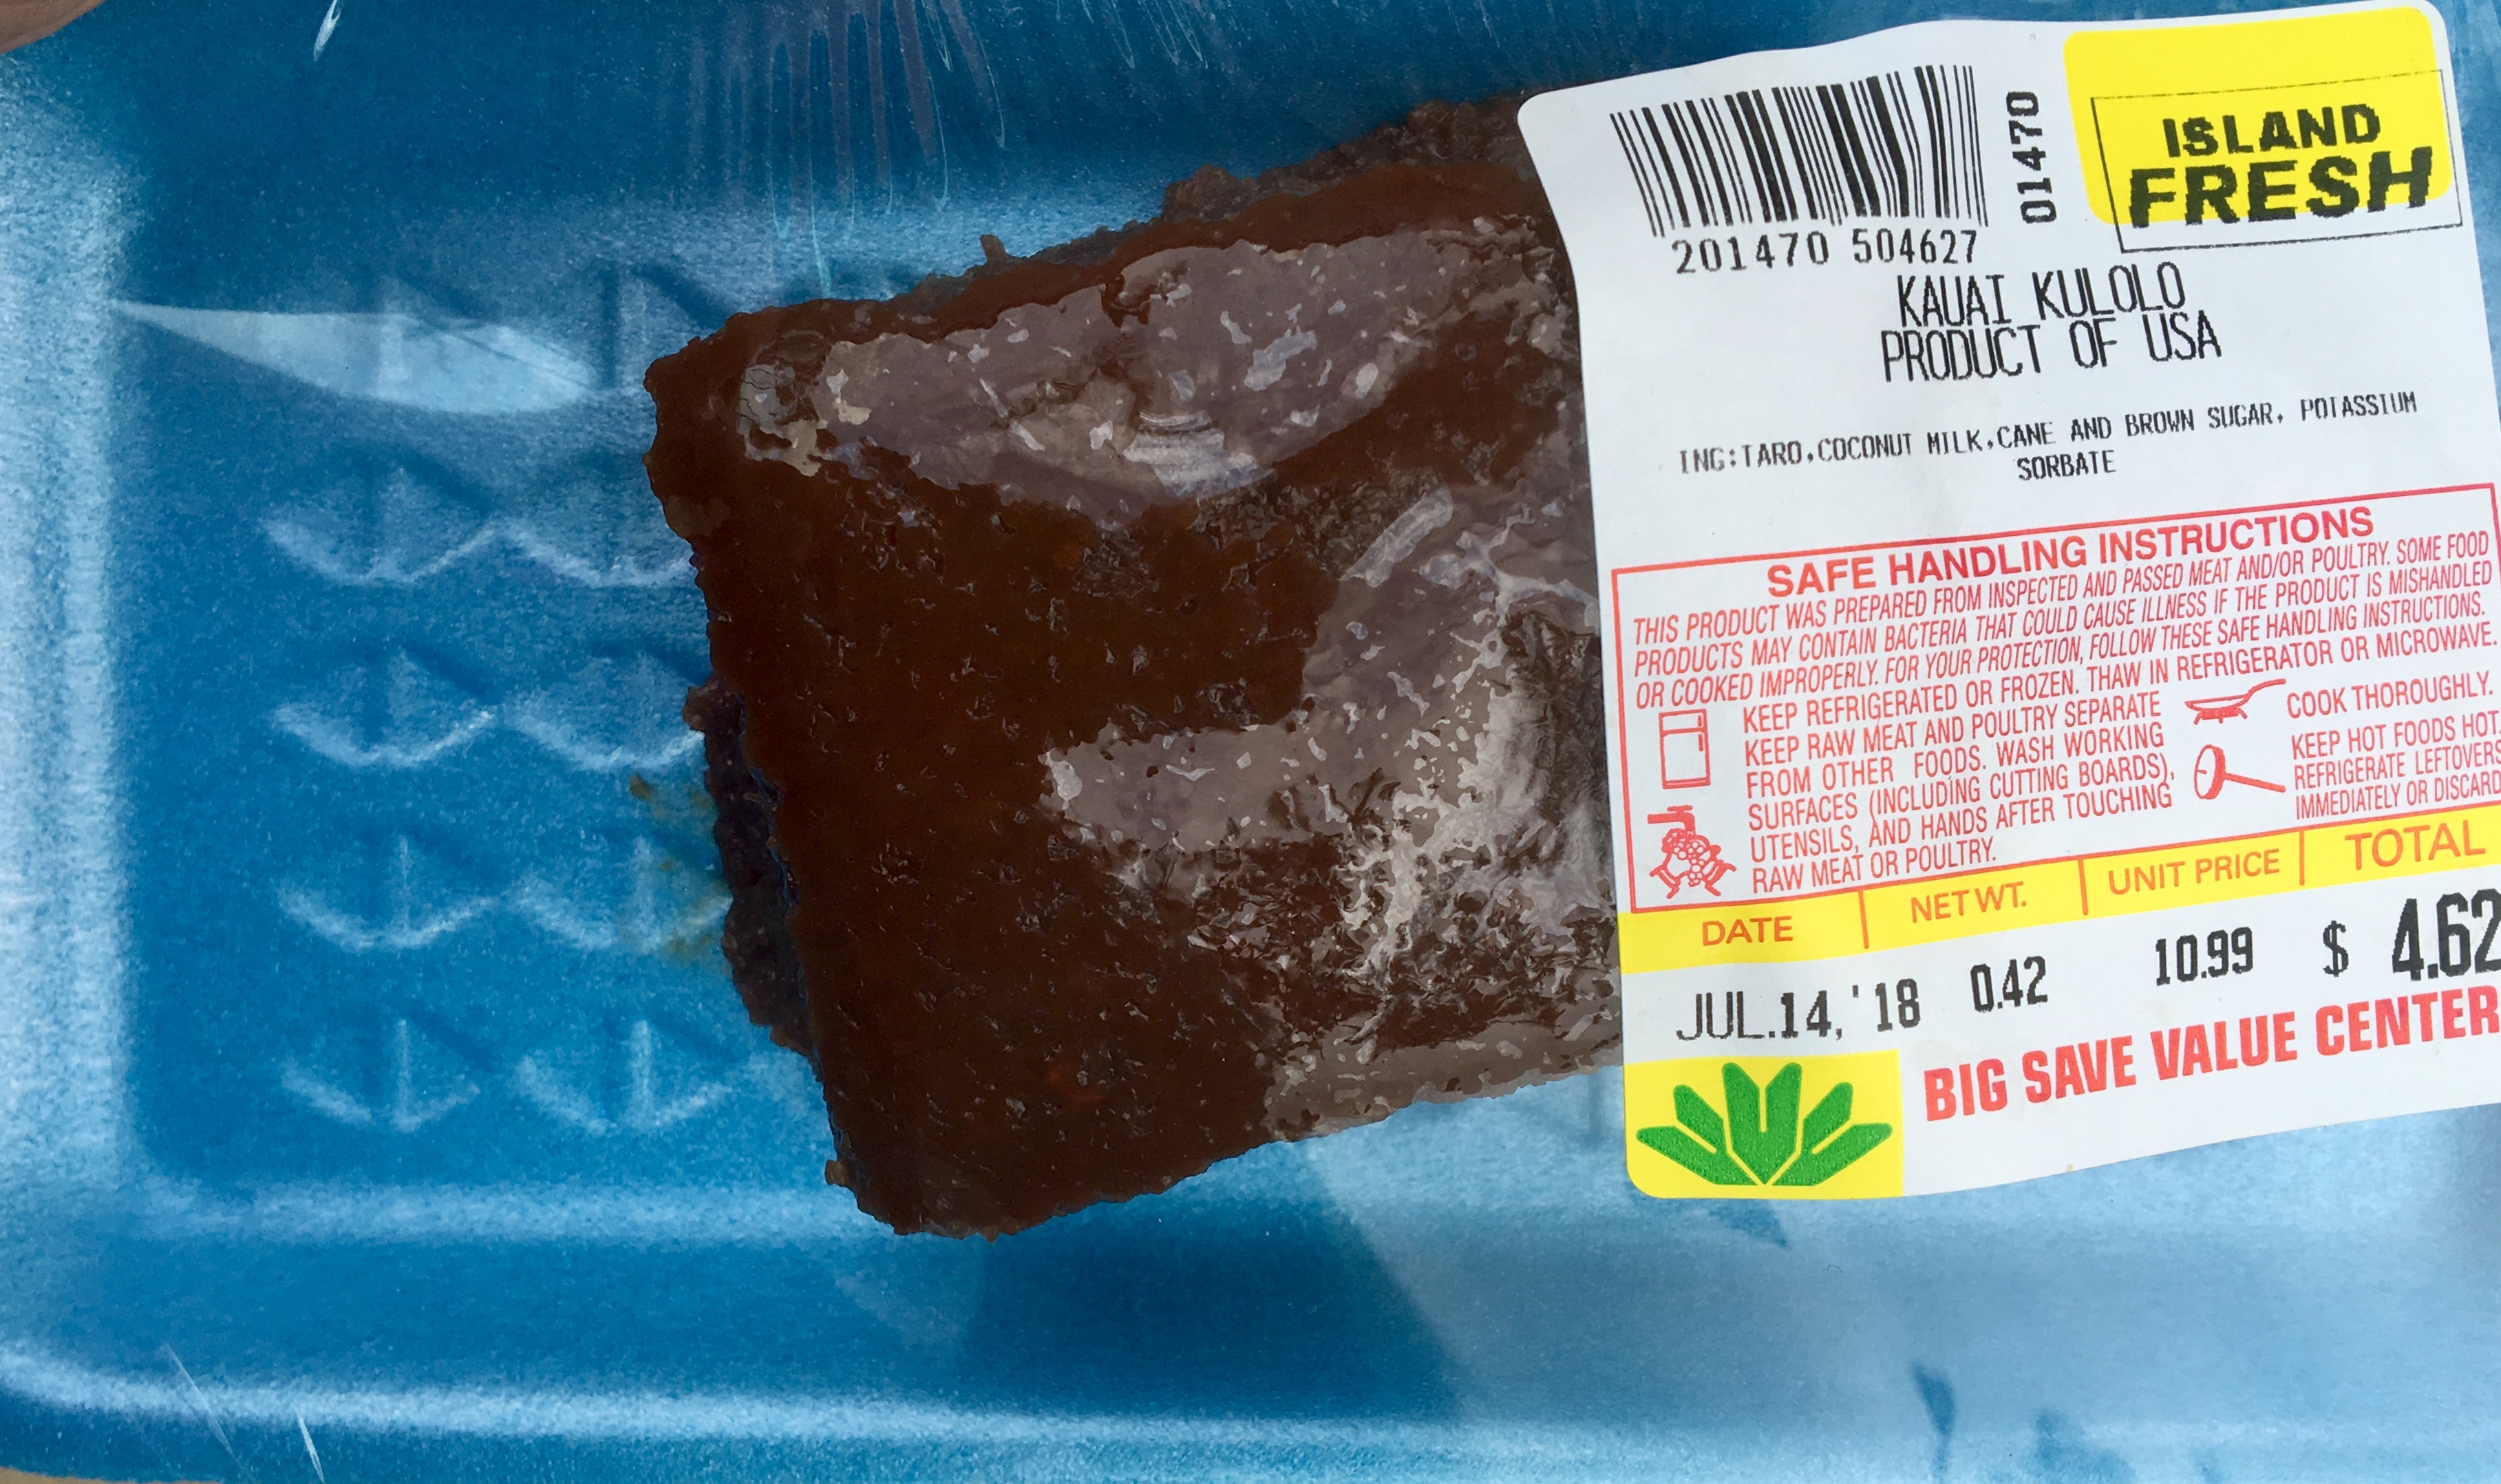 01470
ISLAND
FRESH
201470 504627
KAUAI KULOLO
PRODUCT OF USA
ING:TARO,COCONUT MILK,CANE AND BROWN SUGAR, POTASSIUM
SORBATE
SAFE HANDLING INSTRUCTIONS
THIS PRODUCT WAS PREPARED FROM INSPECTED AND PASSED MEAT AND/OR POULTRY. SOME FOOD
PRODUCTS MAY CONTAIN BACTERIA THAT COULD CAUSE ILLNESS IF THE PRODUCT IS MISHANDLED
OR COOKED IMPROPERLY. FOR YOUR PROTECTION, FOLLOW THESE SAFE HANDLING INSTRUCTIONS.
KEEP REFRIGERATED OR FROZEN. THAW IN REFRIGERATOR OR MICROWAVE.
KEEP RAW MEAT AND POULTRY SEPARATE
FROM OTHER FOODS. WASH WORKING
SURFACES (INCLUDING CUTTING BOARDS),
UTENSILS, AND HANDS AFTER TOUCHING
RAW MEAT OR POULTRY.
COOK THOROUGHLY.
KEEP HOT FOODS HOT.
REFRIGERATE LEFTOVERS
IMMEDIATELY OR DISCARD
DATE NET WT. UNIT PRICE TOTAL
JUL.14,'18 0.42 10.99 $ 4.62
BIG SAVE VALUE CENTER